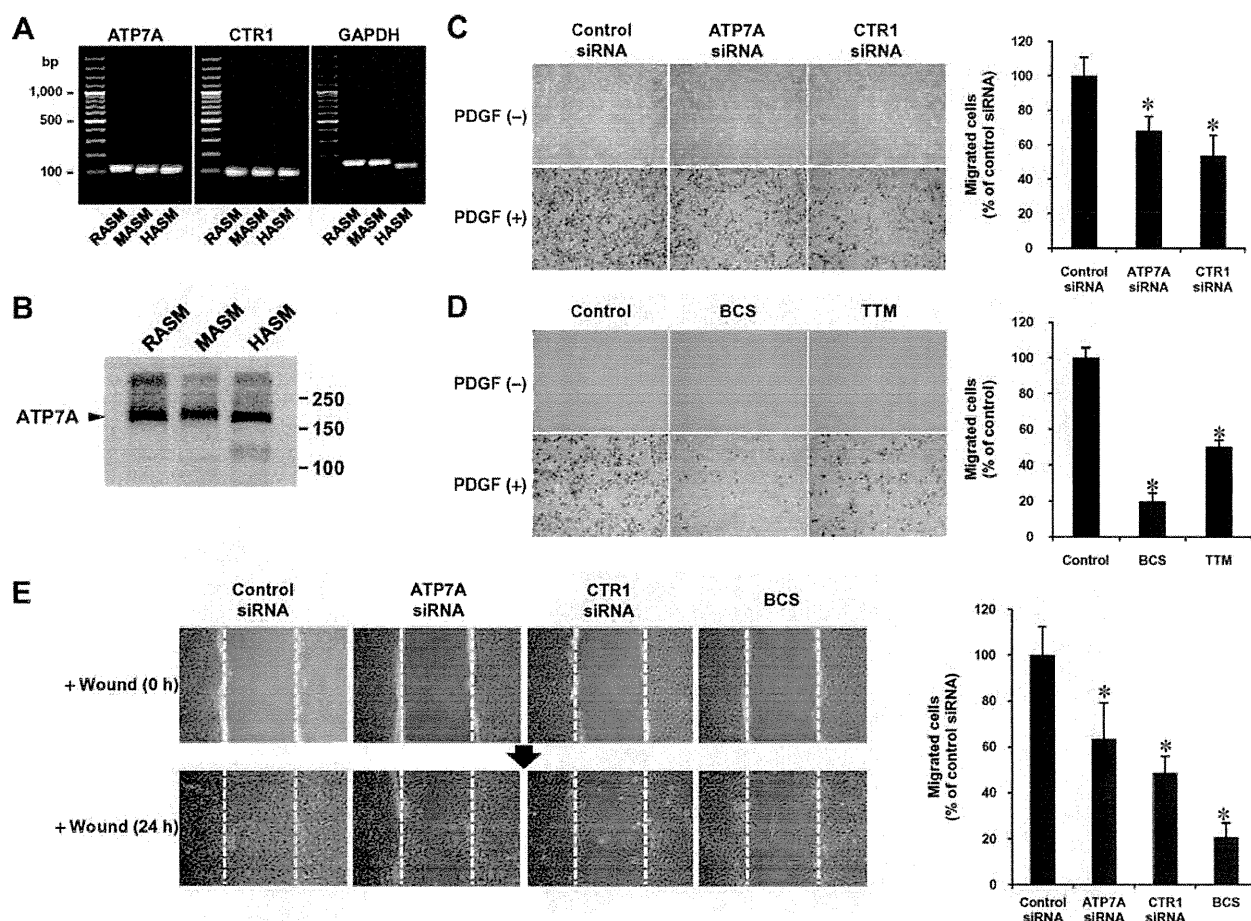 A
ATP7A CTR1 GAPDH
bp
1,000
500
100
RASM MASM HASM RASM MASM HASM RASM MASM HASM
B
RASM MASM HASM
ATP7A
250
150
100
C
Control siRNA ATP7A siRNA CTR1 siRNA
PDGF (−)
PDGF (+)
Migrated cells
(% of control siRNA)
120
100
80
60
40
20
0
* *
Control siRNA ATP7A siRNA CTR1 siRNA
D
Control BCS TTM
PDGF (−)
PDGF (+)
Migrated cells
(% of control)
120
100
80
60
40
20
0
* *
Control BCS TTM
E
Control siRNA ATP7A siRNA CTR1 siRNA BCS
+ Wound (0 h)
+ Wound (24 h)
Migrated cells
(% of control siRNA)
120
100
80
60
40
20
0
* * *
Control siRNA ATP7A siRNA CTR1 siRNA BCS